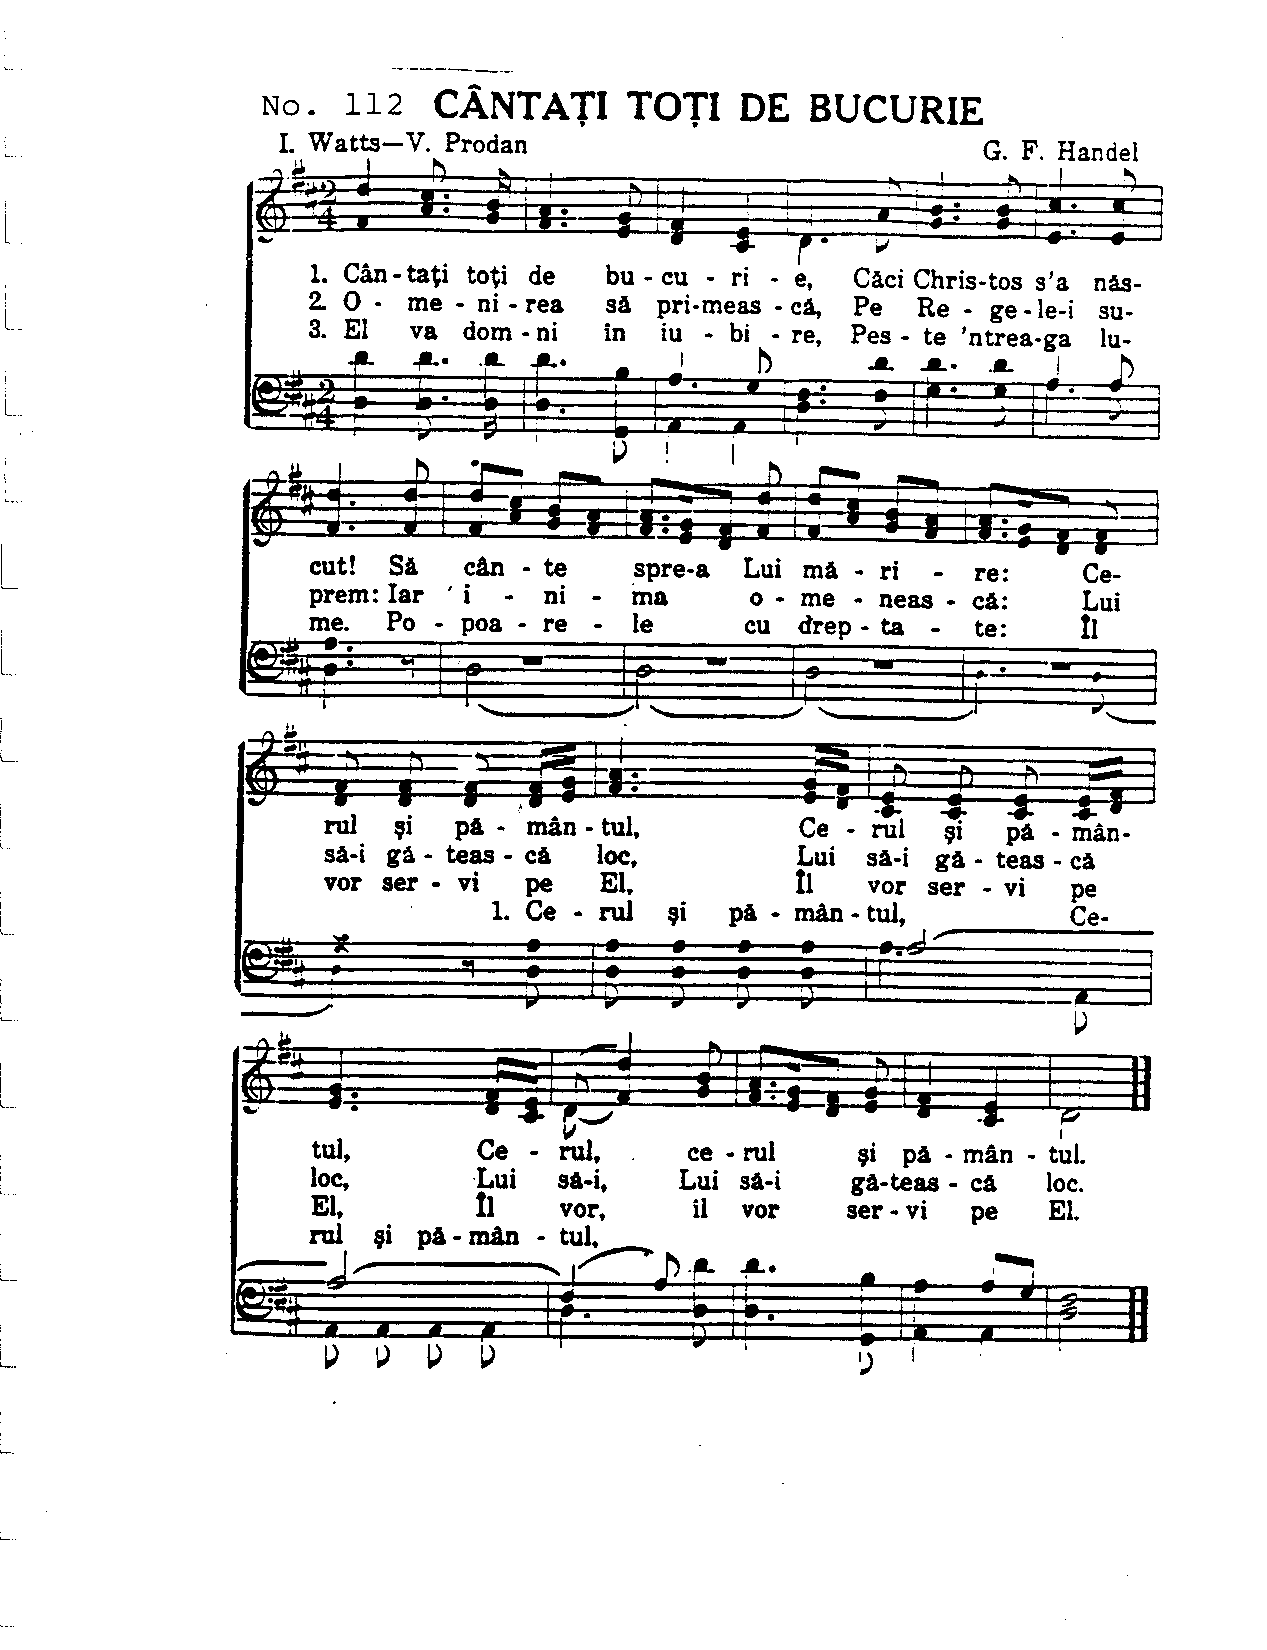 No. 112 CÂNTAȚI TOȚI DE BUCURIE
I. Watts—V. Prodan
G. F. Handel
1. Cân-tați toți de bu-cu-ri-e, Căci Chris-tos s'a năs-
2. O-me-ni-rea să pri-meas-că, Pe Re-ge-le-i su-
3. El va dom-ni în iu-bi-re, Pes-te 'ntrea-ga lu-
cut! Să cân-te spre-a Lui mă-ri-re: Ce-
prem: Iar i-ni-ma o-me-neas-că: Lui
me. Po-poa-re-le cu drep-ta-te: Îl
rul și pă-mân-tul, Ce-rul și pă-mân-
să-i gă-teas-că loc, Lui să-i gă-teas-că
vor ser-vi pe El, Îl vor ser-vi pe
1. Ce-rul și pă-mân-tul, Ce-
tul, Ce-rul, ce-rul și pă-mân-tul.
loc, Lui să-i, Lui să-i gă-teas-că loc.
El, Îl vor, il vor ser-vi pe El.
rul și pă-mân-tul,